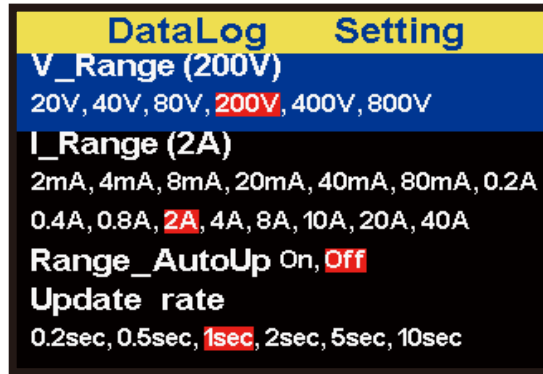 DataLog Setting
V_Range (200V)
20V, 40V, 80V, 200V, 400V, 800V
I_Range (2A)
2mA, 4mA, 8mA, 20mA, 40mA, 80mA, 0.2A
0.4A, 0.8A, 2A, 4A, 8A, 10A, 20A, 40A
Range_AutoUp On, Off
Update rate
0.2sec, 0.5sec, 1sec, 2sec, 5sec, 10sec